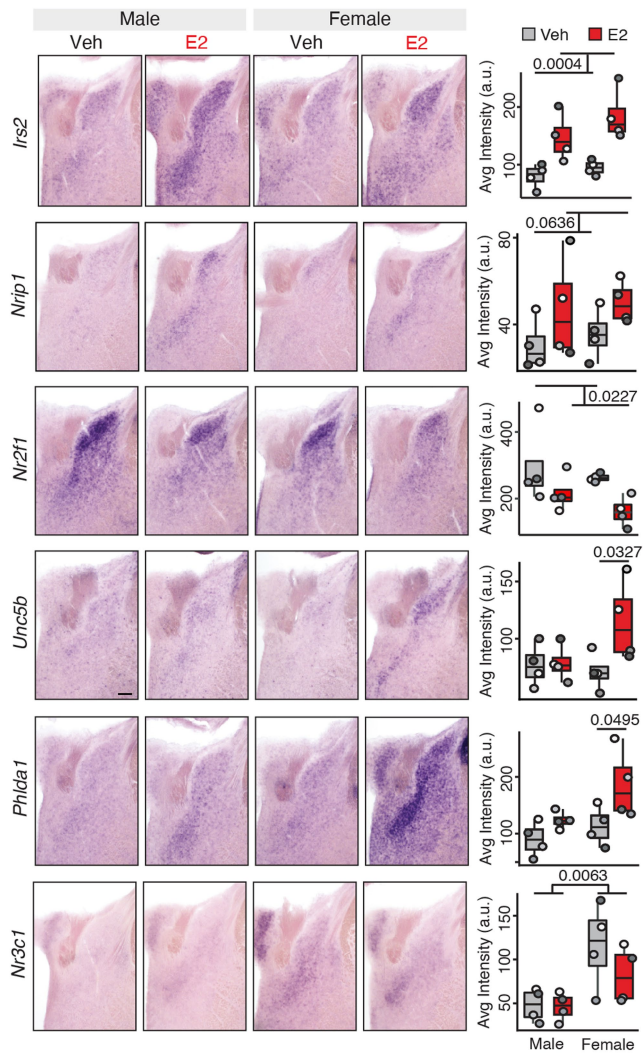 Male Female
Veh E2 Veh E2
Veh E2
Irs2
0.0004
Avg Intensity (a.u.)
200
100
Nrip1
0.0636
Avg Intensity (a.u.)
80
40
Nr2f1
0.0227
Avg Intensity (a.u.)
400
200
Unc5b
0.0327
Avg Intensity (a.u.)
150
100
Phlda1
0.0495
Avg Intensity (a.u.)
200
100
Nr3c1
0.0063
Avg Intensity (a.u.)
150
100
50
Male Female